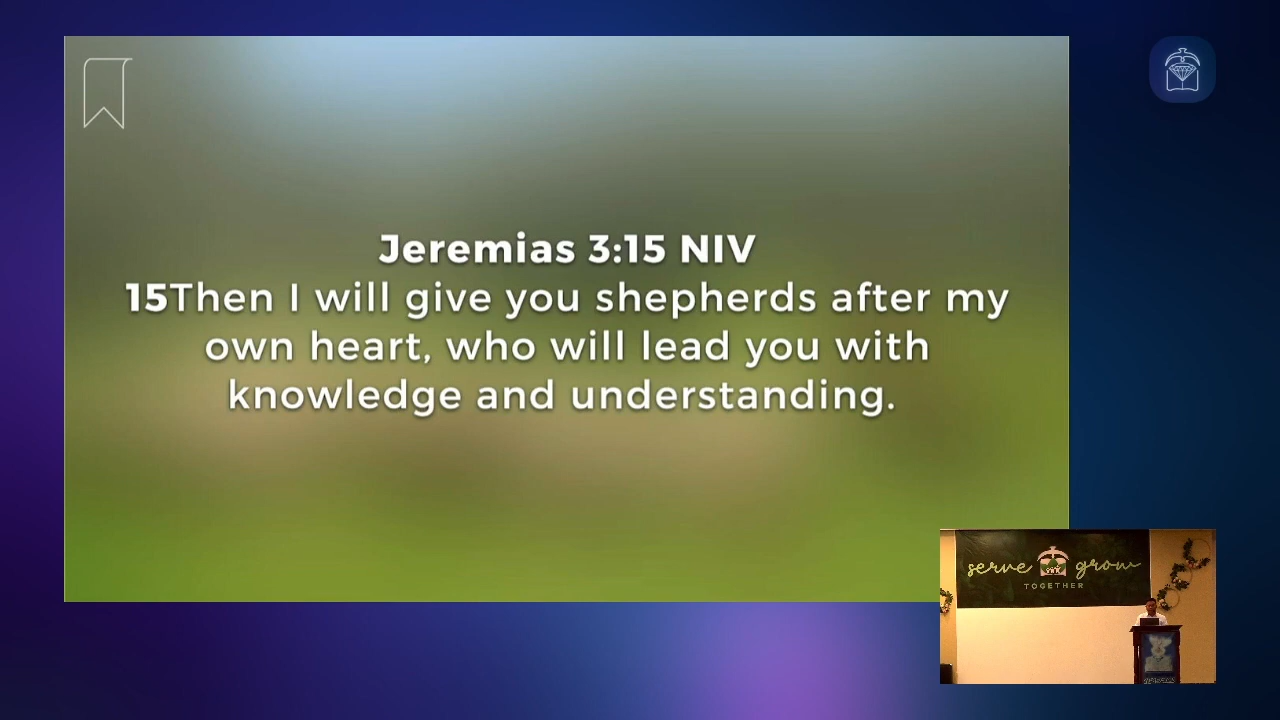 Jeremias 3:15 NIV
15Then I will give you shepherds after my
own heart, who will lead you with
knowledge and understanding.
serve grow
TOGETHER